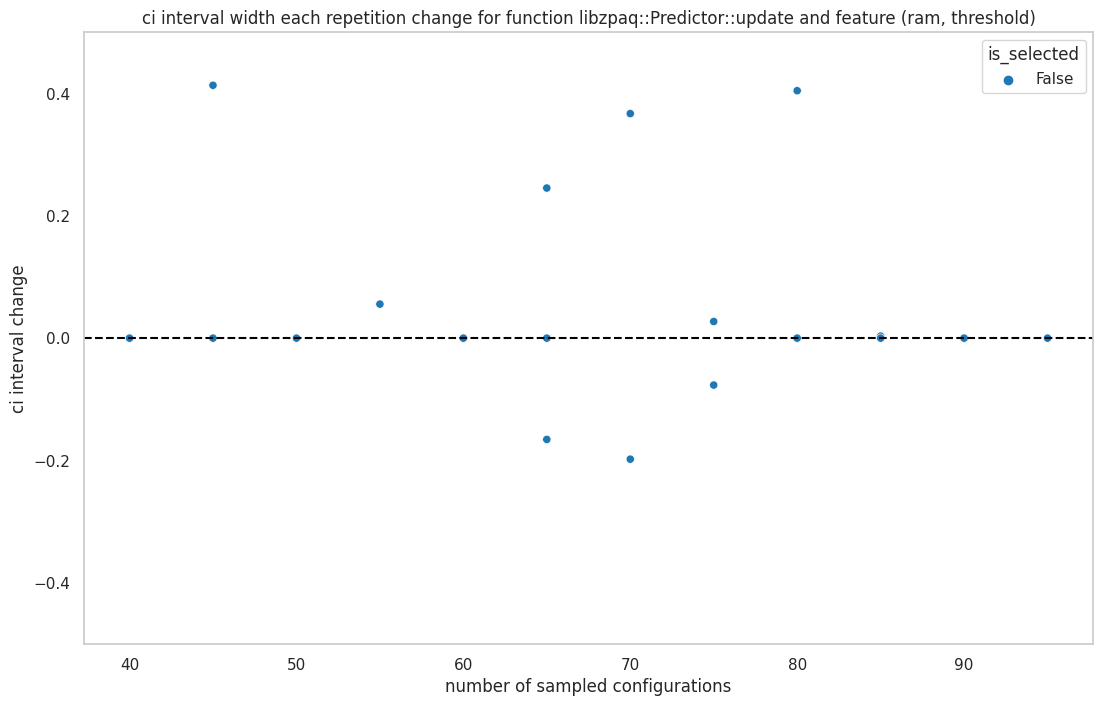 ci interval width each repetition change for function libzpaq::Predictor::update and feature (ram, threshold)
is_selected
False
ci interval change
0.4
0.2
0.0
−0.2
−0.4
40 50 60 70 80 90
number of sampled configurations